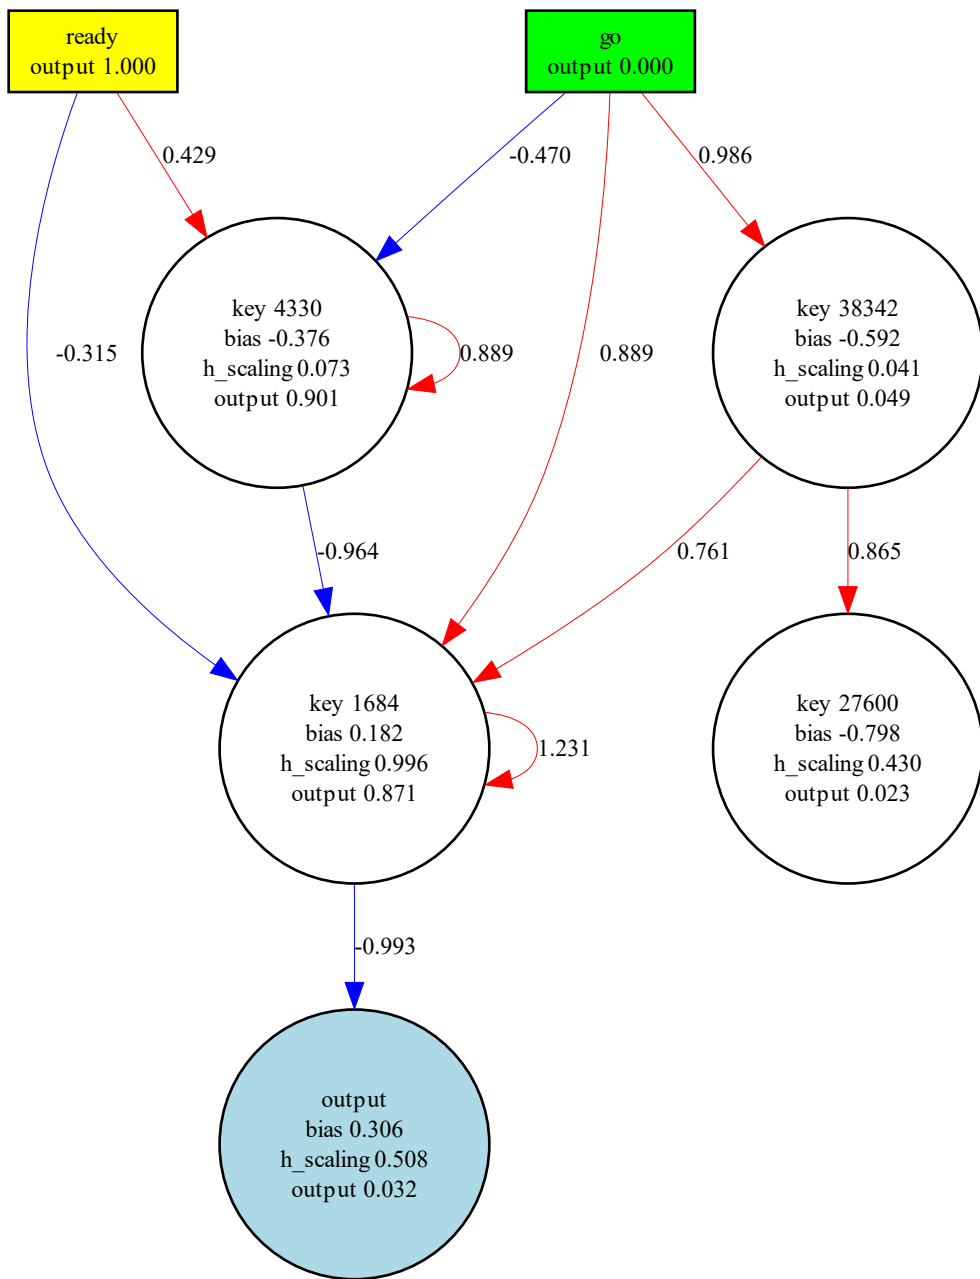 ready
output 1.000
go
output 0.000
0.429
-0.470
0.986
key 4330
bias -0.376
h_scaling 0.073
output 0.901
key 38342
bias -0.592
h_scaling 0.041
output 0.049
-0.315
0.889
0.889
-0.964
0.761
0.865
key 1684
bias 0.182
h_scaling 0.996
output 0.871
key 27600
bias -0.798
h_scaling 0.430
output 0.023
1.231
-0.993
output
bias 0.306
h_scaling 0.508
output 0.032